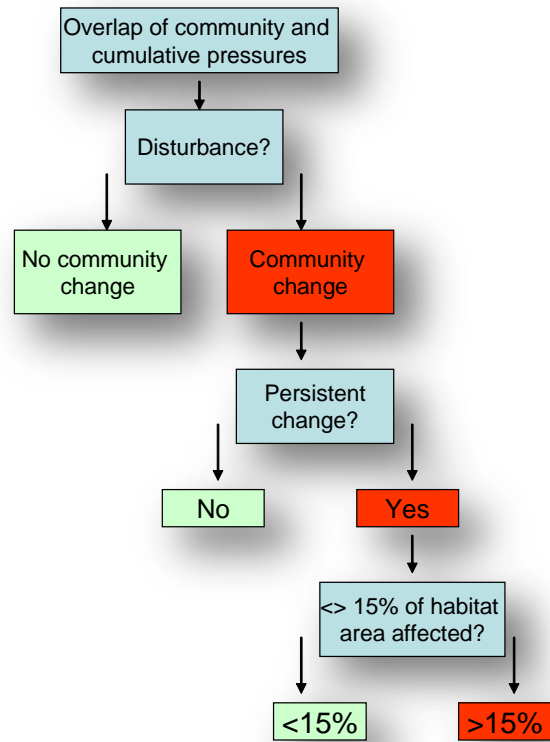 Overlap of community and
cumulative pressures
Disturbance?
No community
change
Community
change
Persistent
change?
No
Yes
<> 15% of habitat
area affected?
<15%
>15%